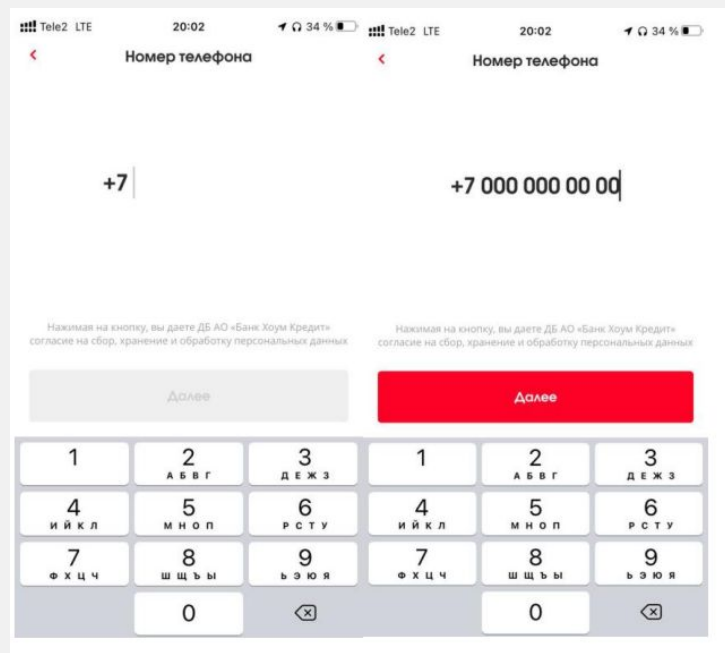 Tele2 LTE 20:02 34 %
Номер телефона
+7
Нажимая на кнопку, вы даете ДБ АО «Банк Хоум Кредит»
согласие на сбор, хранение и обработку персональных данных
Далее
1 2 3
А Б В Г Д Е Ж З
4 5 6
И Й К Л М Н О П Р С Т У
7 8 9
Ф Х Ц Ч Ш Щ Ъ Ы Ь Э Ю Я
0
Tele2 LTE 20:02 34 %
Номер телефона
+7 000 000 00 00
Нажимая на кнопку, вы даете ДБ АО «Банк Хоум Кредит»
согласие на сбор, хранение и обработку персональных данных
Далее
1 2 3
А Б В Г Д Е Ж З
4 5 6
И Й К Л М Н О П Р С Т У
7 8 9
Ф Х Ц Ч Ш Щ Ъ Ы Ь Э Ю Я
0